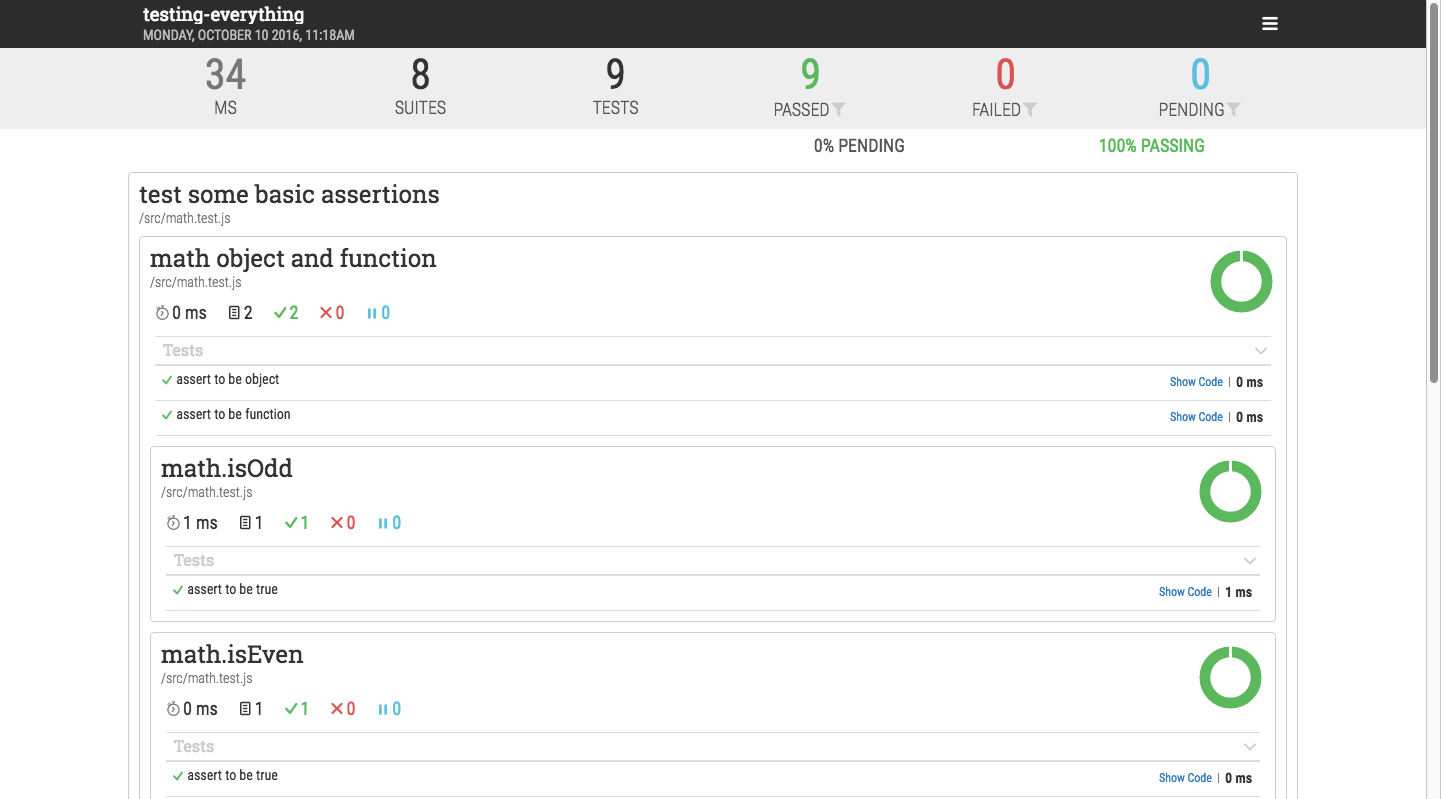 testing-everything
MONDAY, OCTOBER 10 2016, 11:18AM
34 8 9 9 0 0
MS SUITES TESTS PASSED FAILED PENDING
0% PENDING 100% PASSING
test some basic assertions
/src/math.test.js
math object and function
/src/math.test.js
0 ms 2 2 0 0
Tests
assert to be object Show Code | 0 ms
assert to be function Show Code | 0 ms
math.isOdd
/src/math.test.js
1 ms 1 1 0 0
Tests
assert to be true Show Code | 1 ms
math.isEven
/src/math.test.js
0 ms 1 1 0 0
Tests
assert to be true Show Code | 0 ms